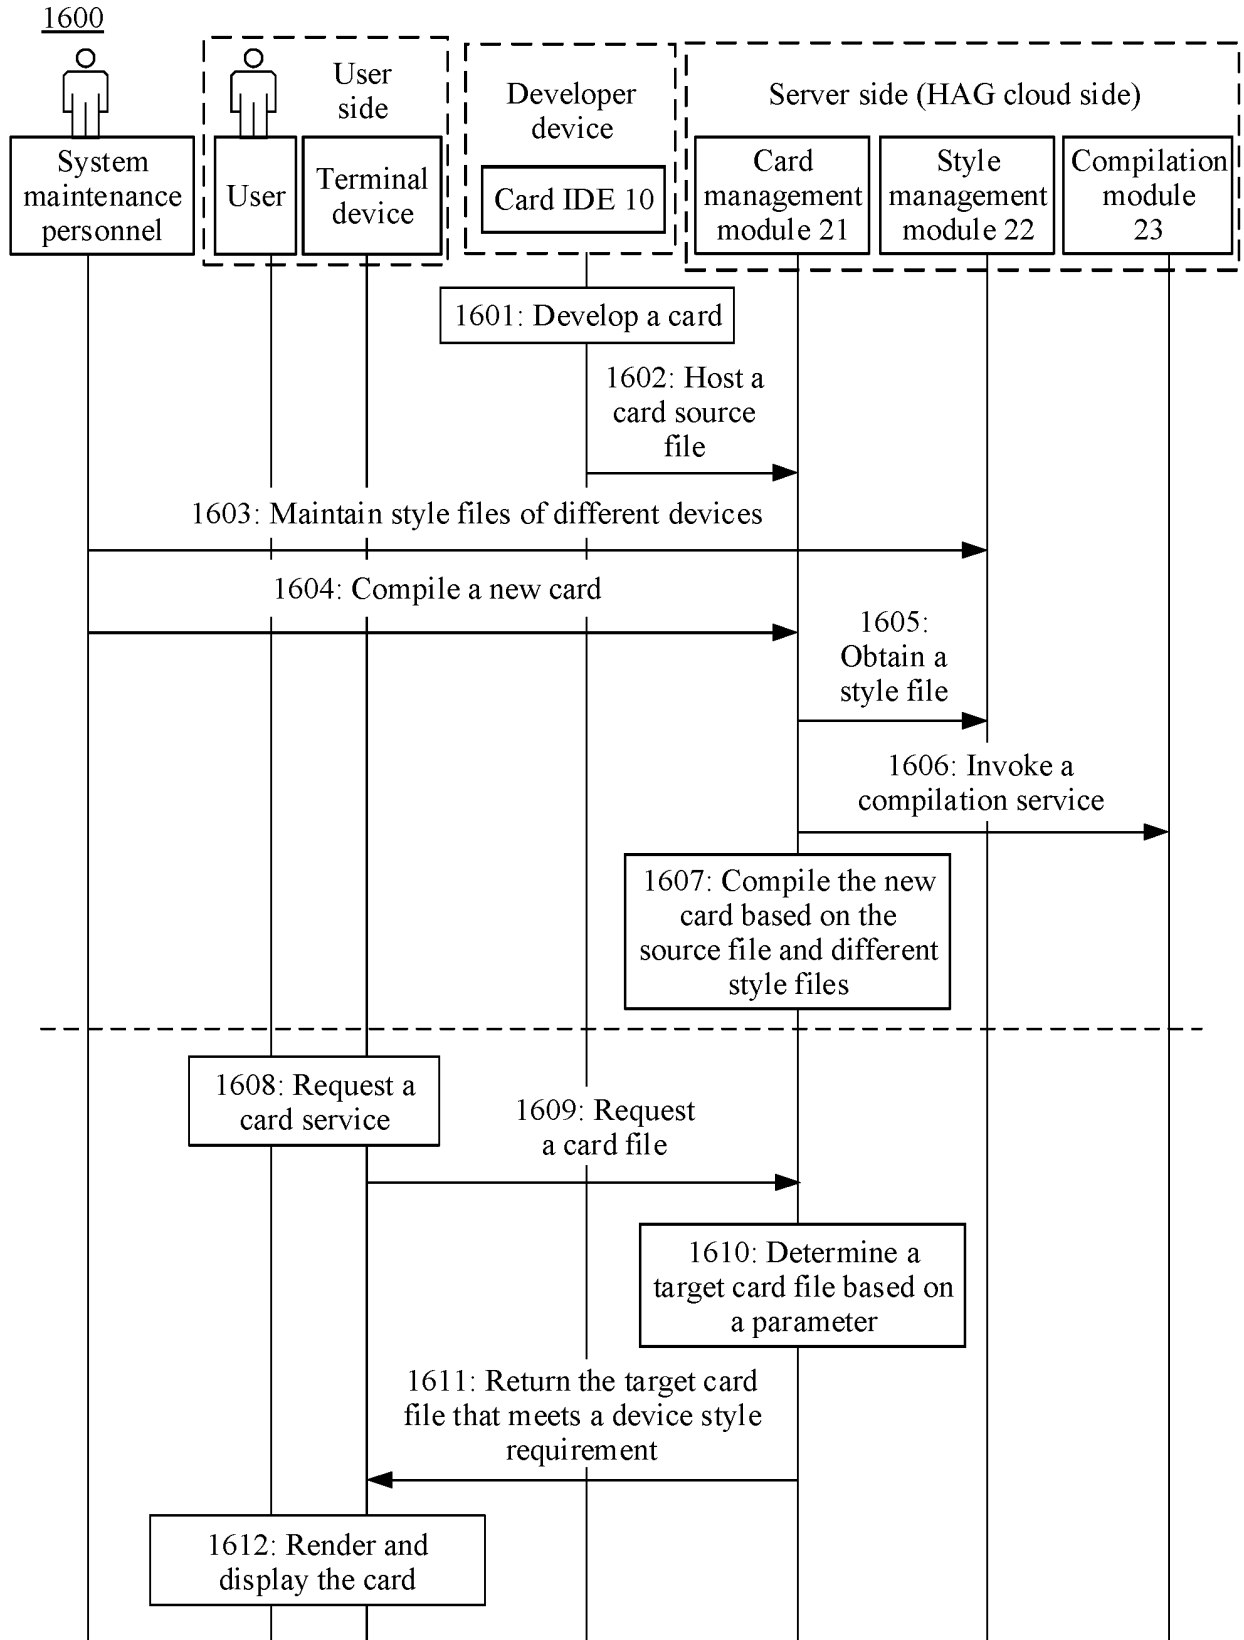 1600
User
side
Developer
device
Server side (HAG cloud side)
System
maintenance
personnel
User
Terminal
device
Card IDE 10
Card
management
module 21
Style
management
module 22
Compilation
module
23
1601: Develop a card
1602: Host a
card source
file
1603: Maintain style files of different devices
1604: Compile a new card
1605:
Obtain a
style file
1606: Invoke a
compilation service
1607: Compile the new
card based on the
source file and different
style files
1608: Request a
card service
1609: Request
a card file
1610: Determine a
target card file based on
a parameter
1611: Return the target card
file that meets a device style
requirement
1612: Render and
display the card